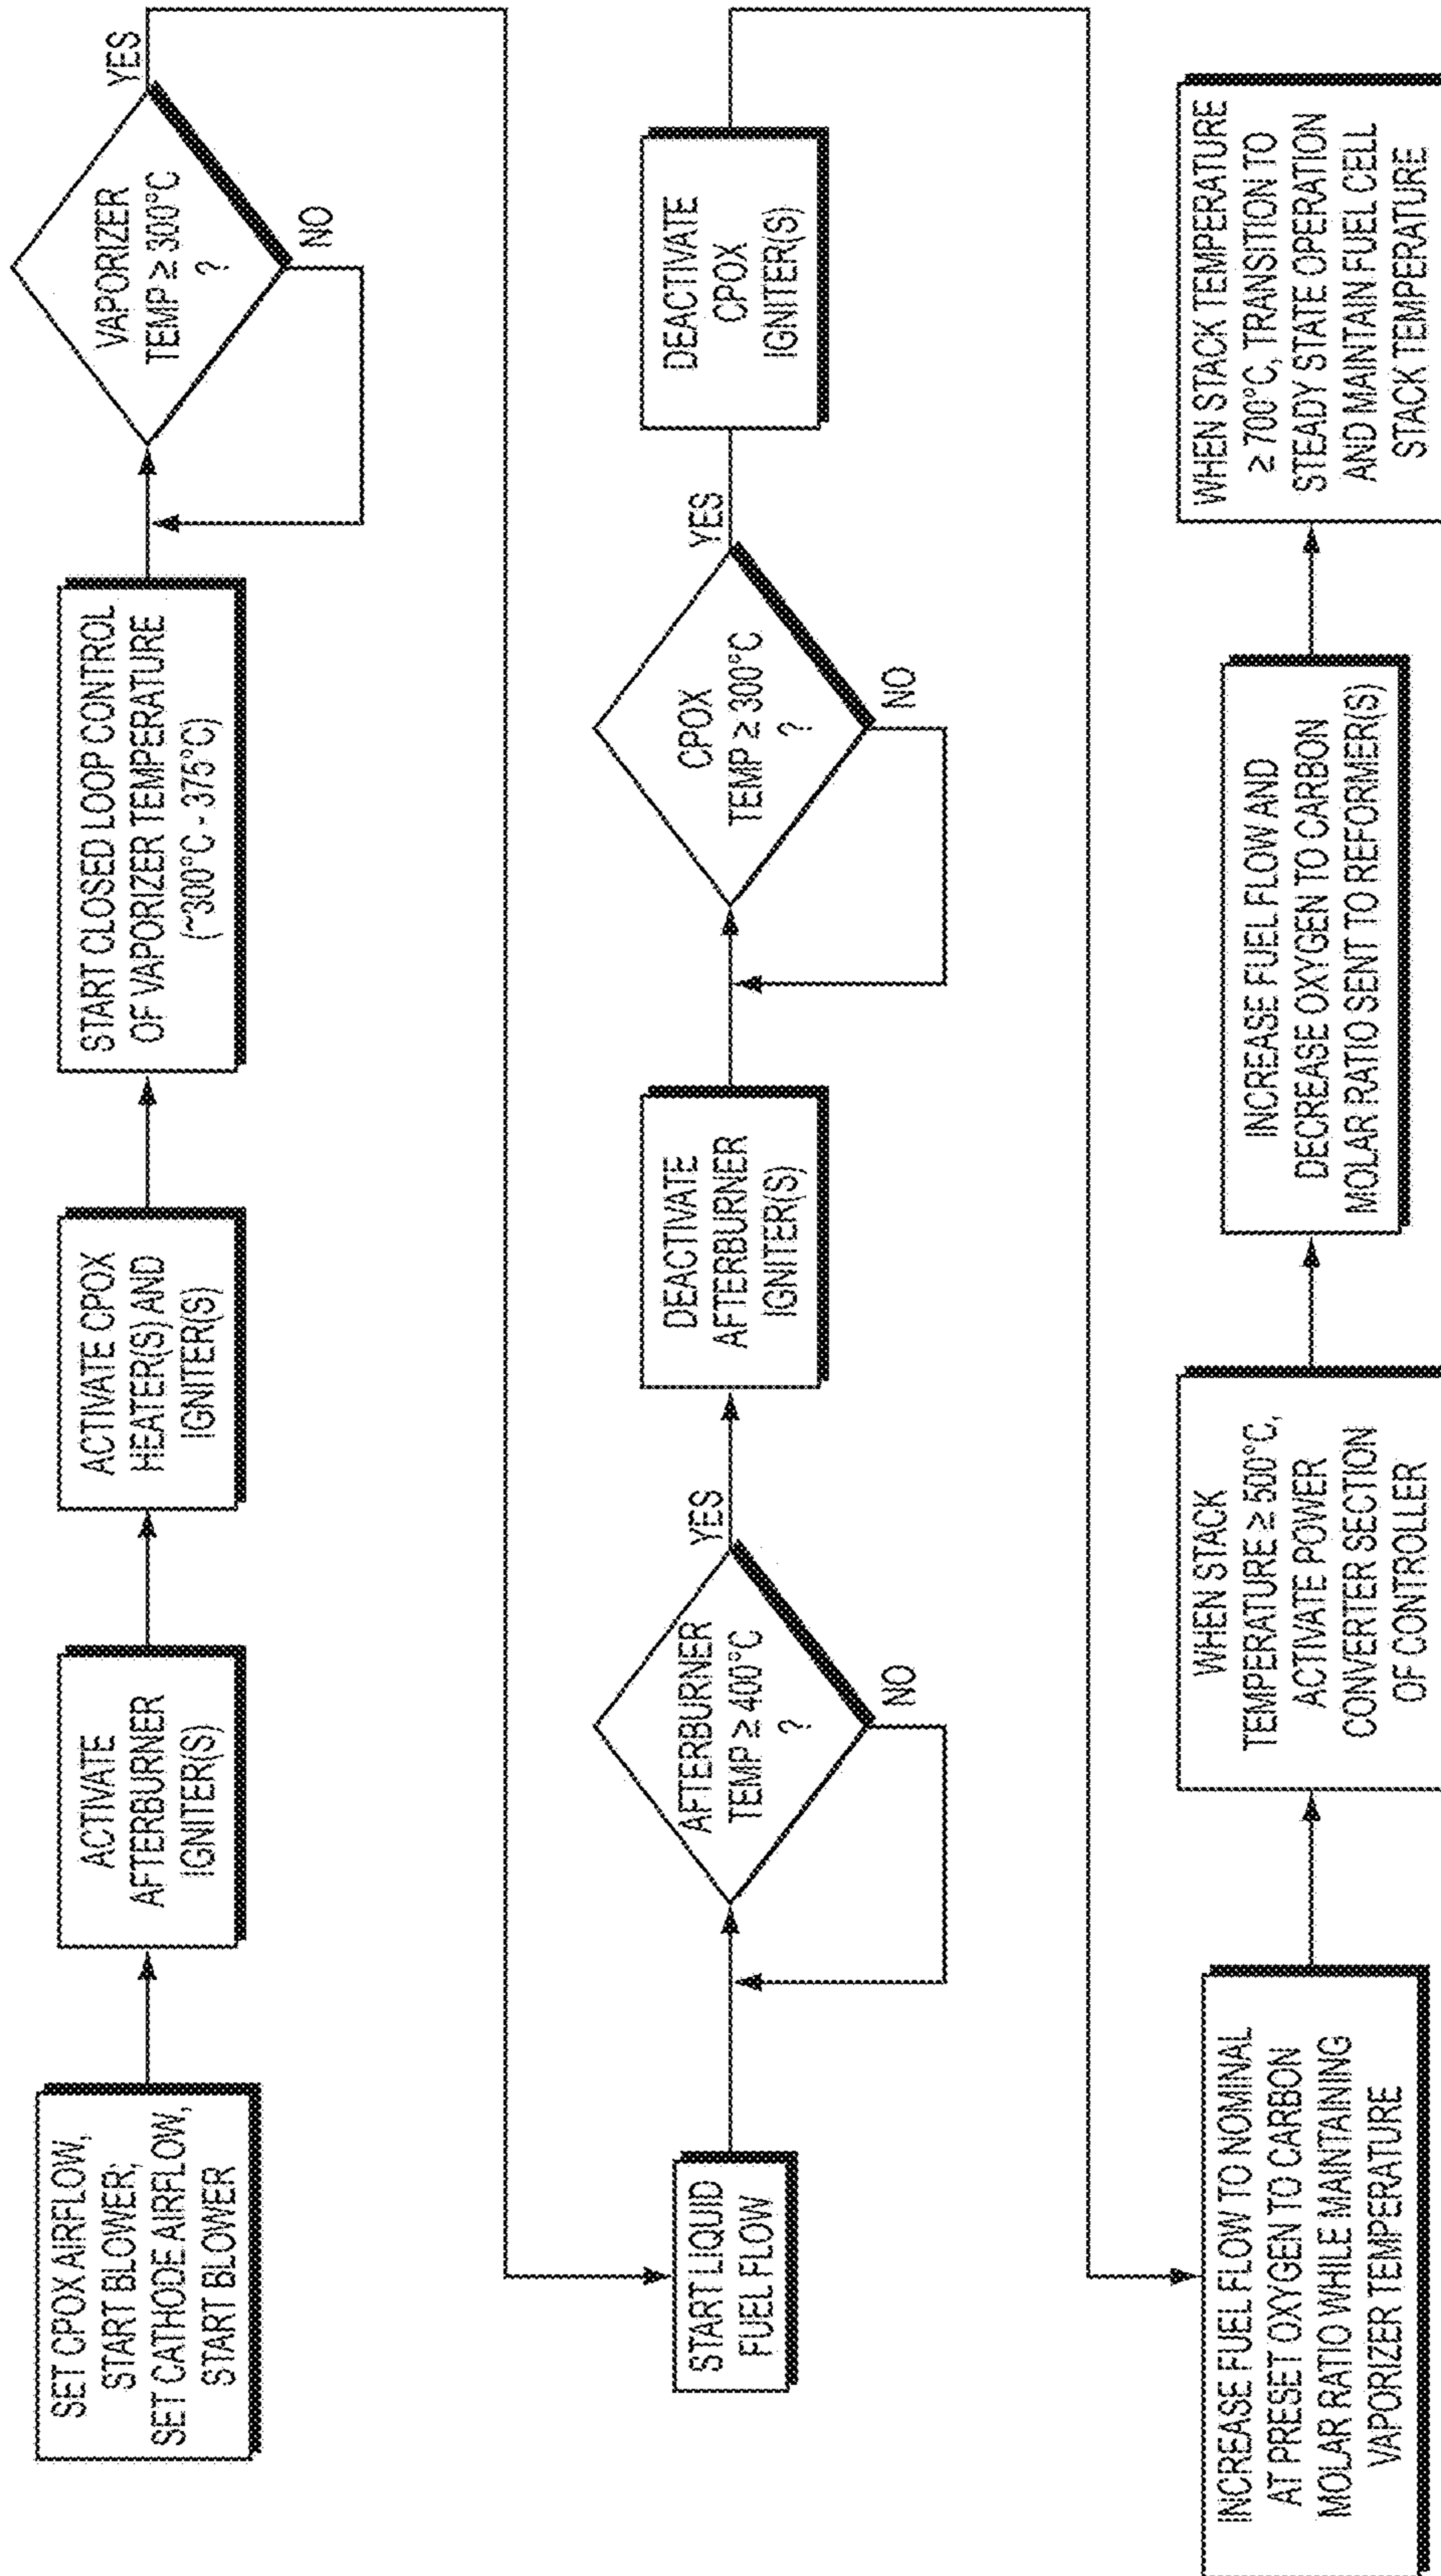 SET CPOX AIRFLOW,
START BLOWER;
SET CATHODE AIRFLOW,
START BLOWER
ACTIVATE
AFTERBURNER
IGNITER(S)
ACTIVATE CPOX
HEATER(S) AND
IGNITER(S)
START CLOSED LOOP CONTROL
OF VAPORIZER TEMPERATURE
(~300°C - 375°C)
VAPORIZER
TEMP ≥ 300°C
?
YES
NO
START LIQUID
FUEL FLOW
AFTERBURNER
TEMP ≥ 400°C
?
YES
NO
DEACTIVATE
AFTERBURNER
IGNITER(S)
CPOX
TEMP ≥ 300°C
?
YES
NO
DEACTIVATE
CPOX
IGNITER(S)
INCREASE FUEL FLOW TO NOMINAL
AT PRESET OXYGEN TO CARBON
MOLAR RATIO WHILE MAINTAINING
VAPORIZER TEMPERATURE
WHEN STACK
TEMPERATURE ≥ 500°C,
ACTIVATE POWER
CONVERTER SECTION
OF CONTROLLER
INCREASE FUEL FLOW AND
DECREASE OXYGEN TO CARBON
MOLAR RATIO SENT TO REFORMER(S)
WHEN STACK TEMPERATURE
≥ 700°C, TRANSITION TO
STEADY STATE OPERATION
AND MAINTAIN FUEL CELL
STACK TEMPERATURE